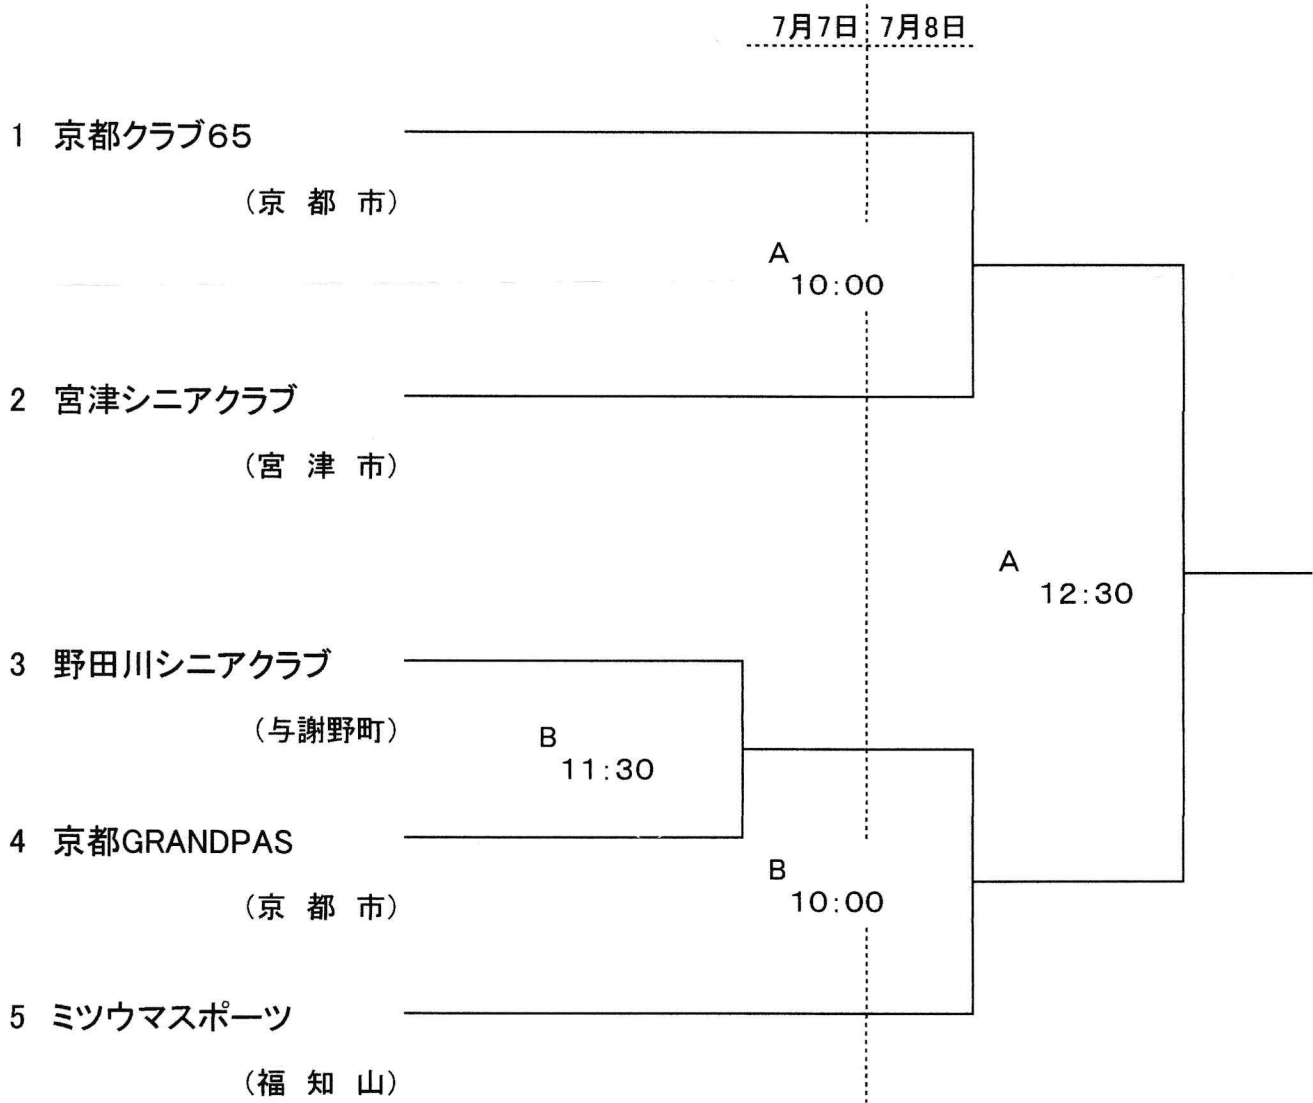 7月7日 7月8日
1 京都クラブ65
(京 都 市)
A
10:00
2 宮津シニアクラブ
(宮 津 市)
A
12:30
3 野田川シニアクラブ
(与謝野町)
B
11:30
4 京都GRANDPAS
B
10:00
(京 都 市)
5 ミツウマスポーツ
(福 知 山)